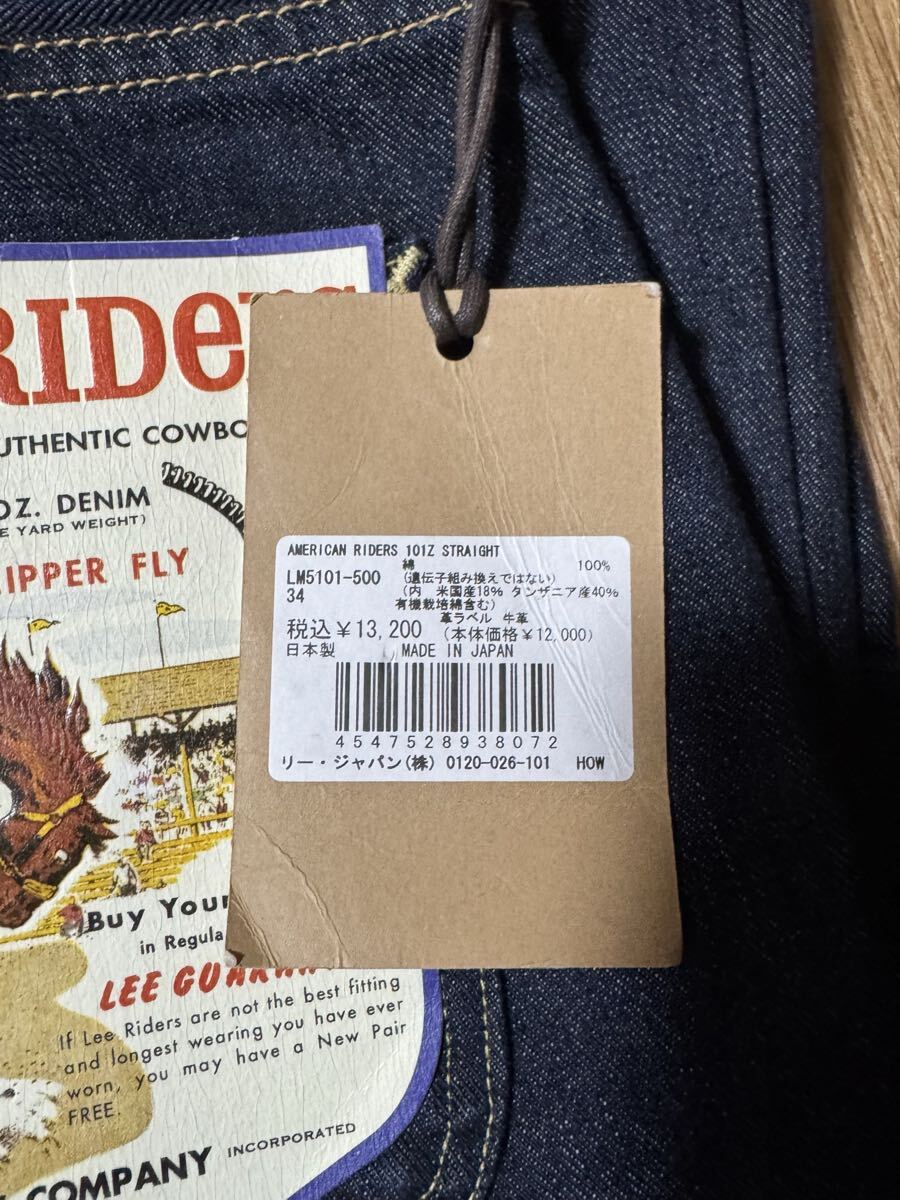 RIDers
UTHENTIC COWBO
OZ. DENIM
E YARD WEIGHT)
IPPER FLY
AMERICAN RIDERS 101Z STRAIGHT
綿 100%
LM5101-500 (遺伝子組み換えではない)
34 (内 米国産18% タンザニア産40%
有機栽培綿含む)
革ラベル 牛革
税込¥13,200 (本体価格¥12,000)
日本製 MADE IN JAPAN
4547528938072
リー・ジャパン(株) 0120-026-101 HOW
Buy Your
in Regula
LEE GUARAN
If Lee Riders are not the best fitting
and longest wearing you have ever
worn, you may have a New Pair
FREE.
COMPANY INCORPORATED